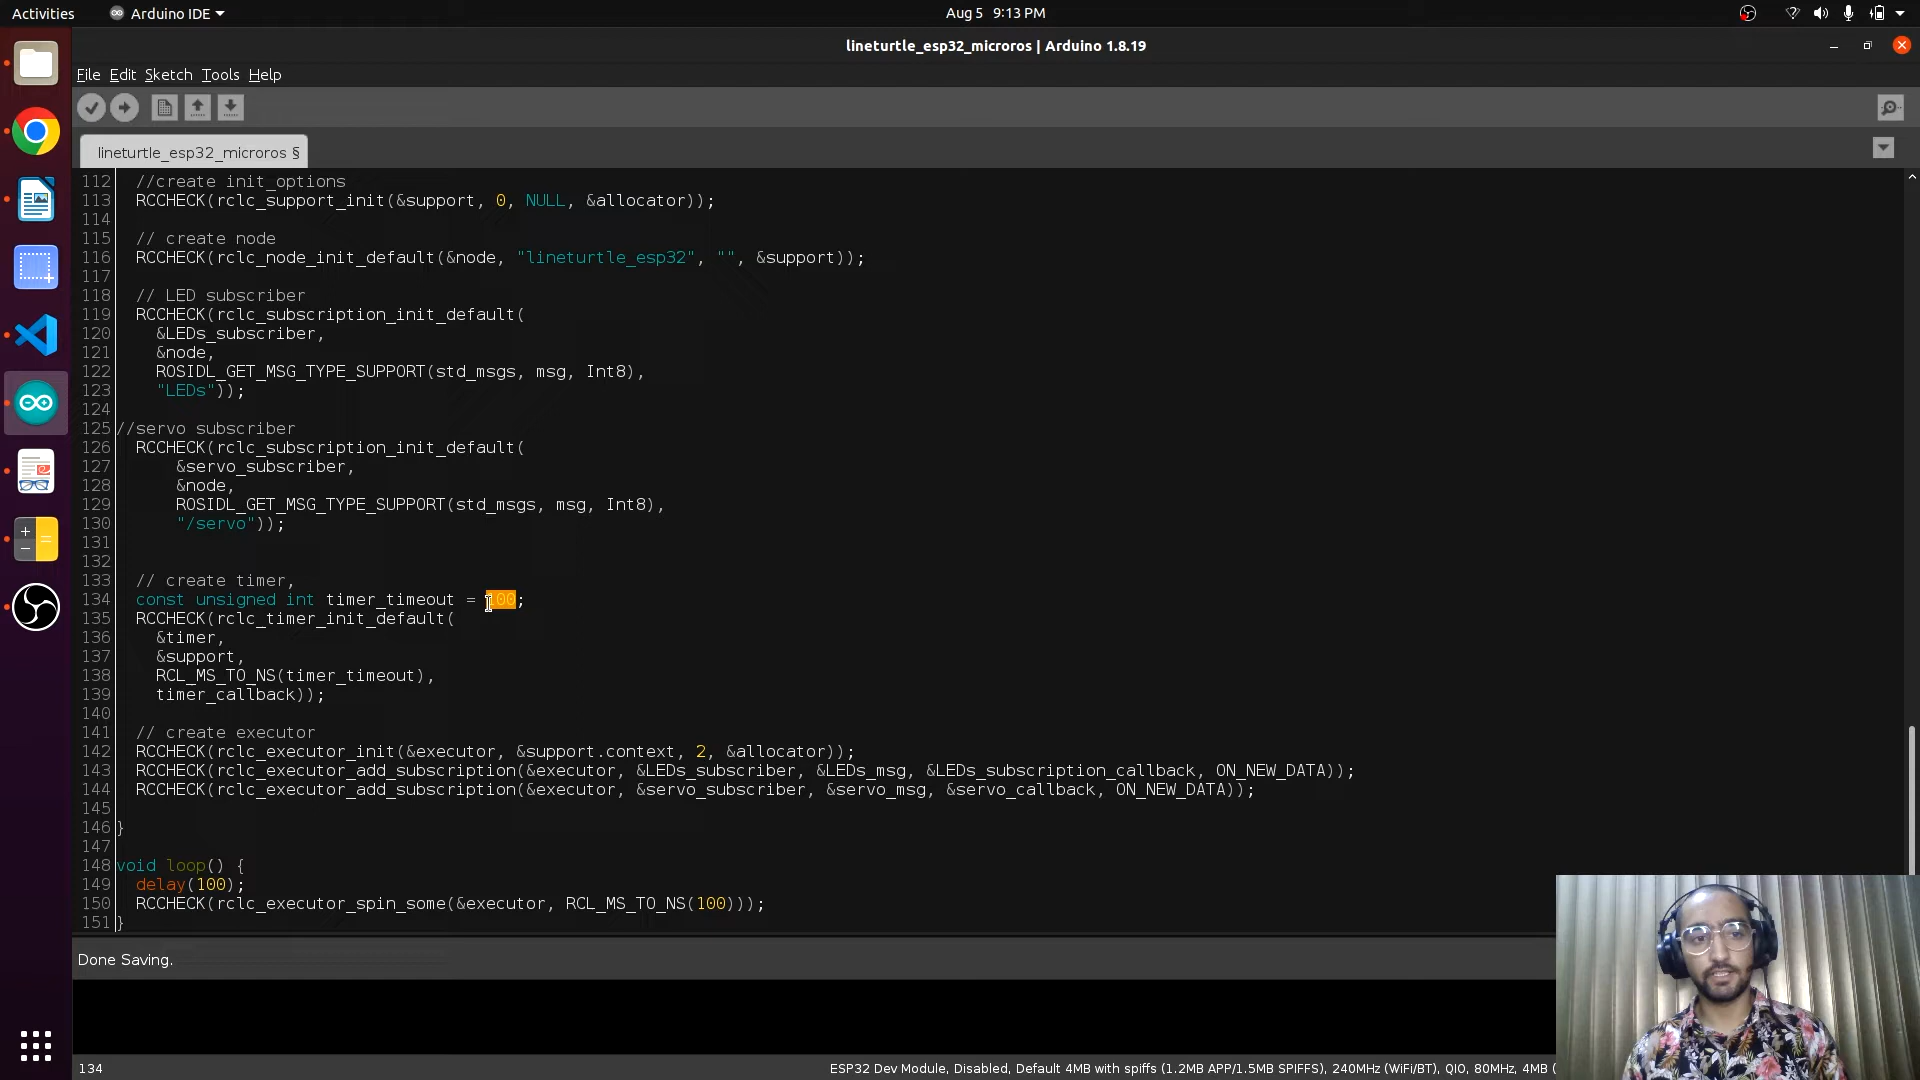 Activities Arduino IDE Aug 5 9:13 PM
lineturtle_esp32_microros | Arduino 1.8.19
File Edit Sketch Tools Help
lineturtle_esp32_microros §
112 //create init_options
113 RCCHECK(rclc_support_init(&support, 0, NULL, &allocator));
114
115 // create node
116 RCCHECK(rclc_node_init_default(&node, "lineturtle_esp32", "", &support));
117
118 // LED subscriber
119 RCCHECK(rclc_subscription_init_default(
120 &LEDs_subscriber,
121 &node,
122 ROSIDL_GET_MSG_TYPE_SUPPORT(std_msgs, msg, Int8),
123 "LEDs"));
124
125 //servo subscriber
126 RCCHECK(rclc_subscription_init_default(
127 &servo_subscriber,
128 &node,
129 ROSIDL_GET_MSG_TYPE_SUPPORT(std_msgs, msg, Int8),
130 "/servo"));
131
132
133 // create timer,
134 const unsigned int timer_timeout = 100;
135 RCCHECK(rclc_timer_init_default(
136 &timer,
137 &support,
138 RCL_MS_TO_NS(timer_timeout),
139 timer_callback));
140
141 // create executor
142 RCCHECK(rclc_executor_init(&executor, &support.context, 2, &allocator));
143 RCCHECK(rclc_executor_add_subscription(&executor, &LEDs_subscriber, &LEDs_msg, &LEDs_subscription_callback, ON_NEW_DATA));
144 RCCHECK(rclc_executor_add_subscription(&executor, &servo_subscriber, &servo_msg, &servo_callback, ON_NEW_DATA));
145
146 }
147
148 void loop() {
149 delay(100);
150 RCCHECK(rclc_executor_spin_some(&executor, RCL_MS_TO_NS(100)));
151 }
Done Saving.
134 ESP32 Dev Module, Disabled, Default 4MB with spiffs (1.2MB APP/1.5MB SPIFFS), 240MHz (WiFi/BT), QIO, 80MHz, 4MB (